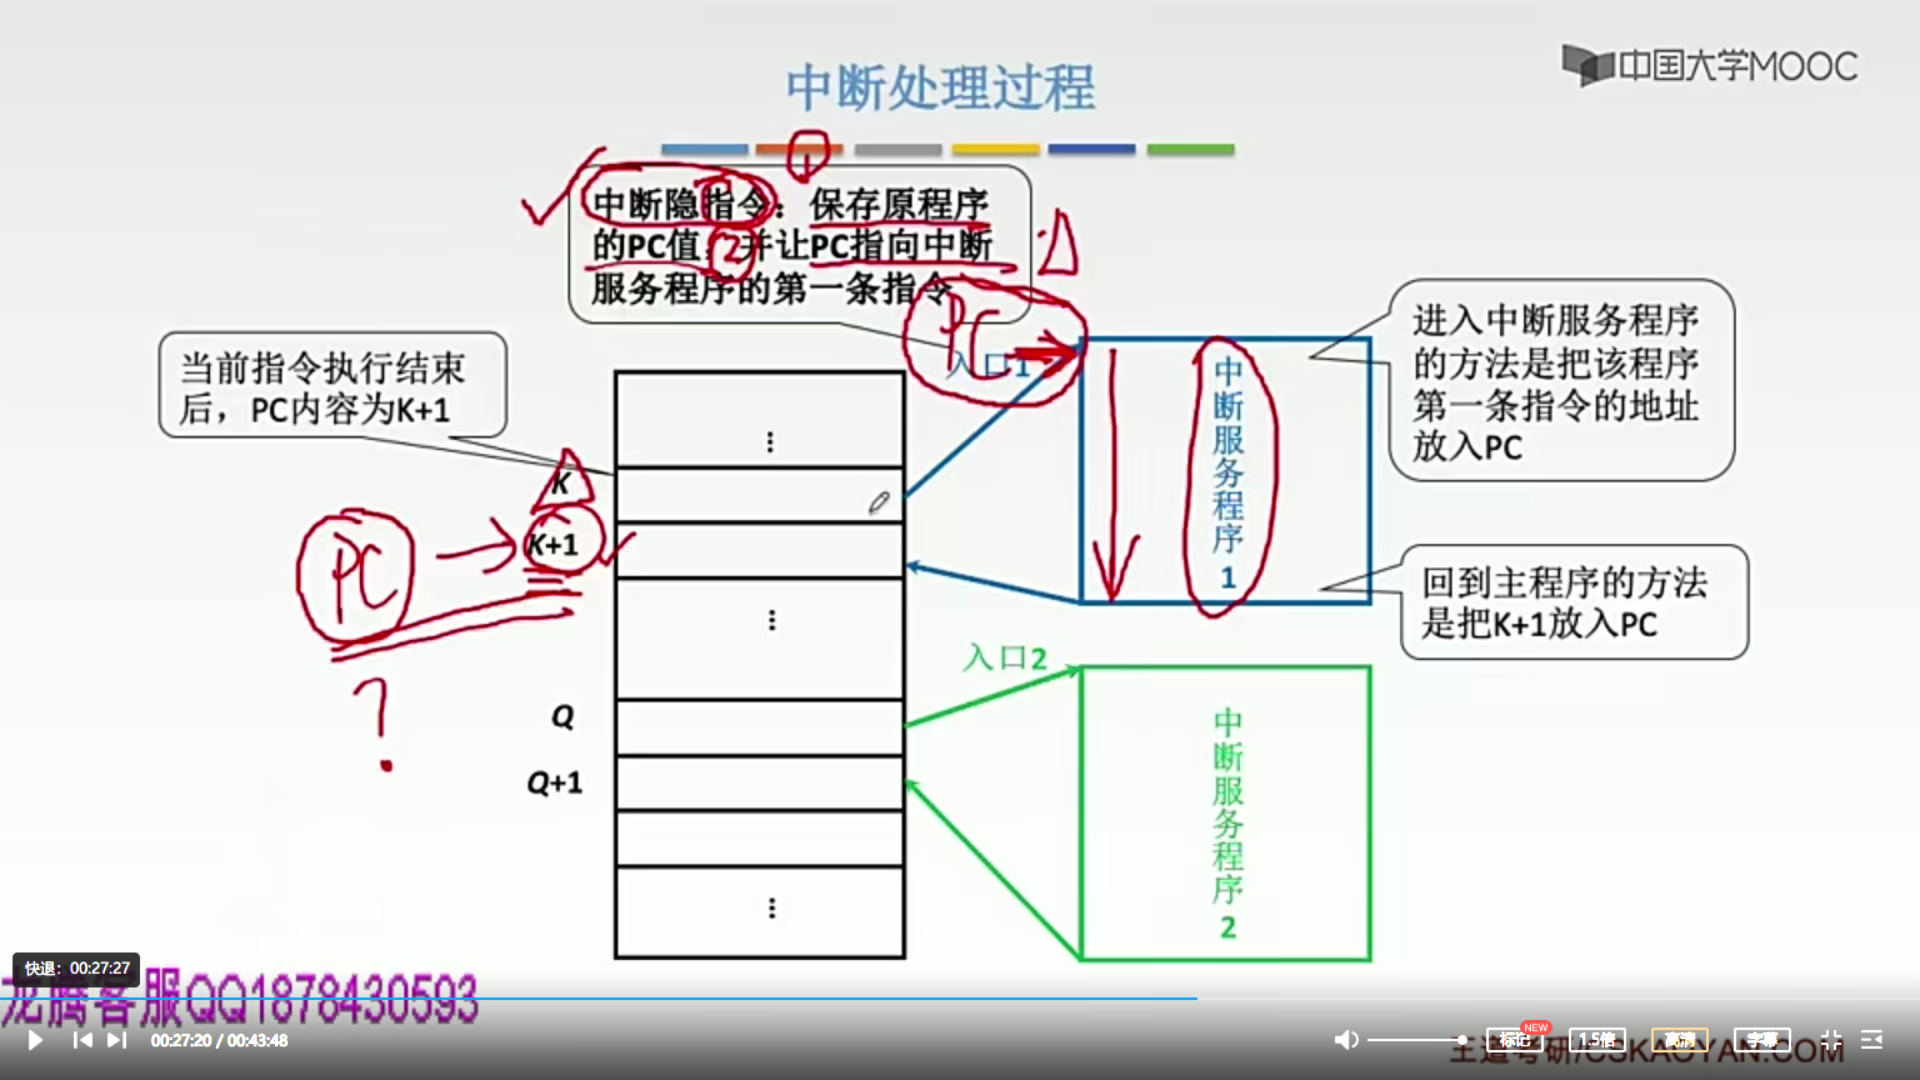 中国大学MOOC
中断处理过程
中断隐指令：保存原程序
的PC值，并让PC指向中断
服务程序的第一条指令
1
2
PC
当前指令执行结束
后，PC内容为K+1
入口1
中断服务程序1
进入中断服务程序
的方法是把该程序
第一条指令的地址
放入PC
K
K+1
PC
?
回到主程序的方法
是把K+1放入PC
入口2
Q
Q+1
中断服务程序2
快退：00:27:27
龙腾客服QQ1878430593
00:27:20 / 00:43:48
NEW
标记
1.5倍
高清
字幕
王道考研/CSKAOYAN.COM